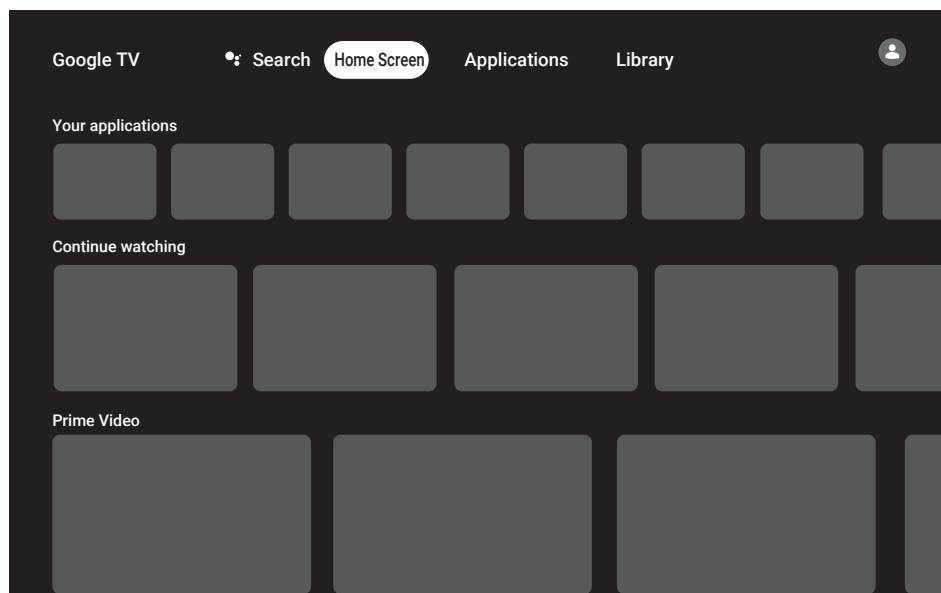 Google TV Search Home Screen Applications Library
Your applications
Continue watching
Prime Video